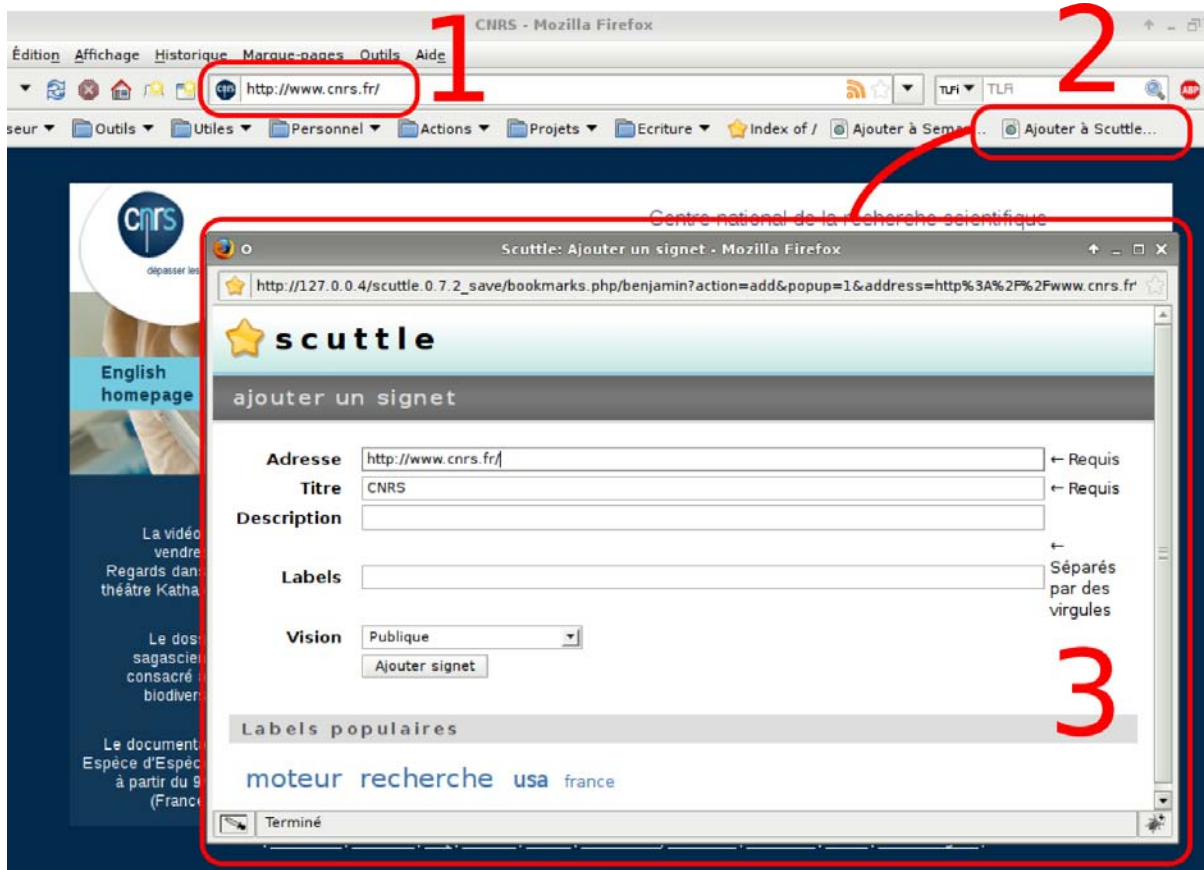 CNRS - Mozilla Firefox
1
2
Édition Affichage Historique Marque-pages Outils Aide
http://www.cnrs.fr/
TLFi TLFi
ABP
seur Outils Utiles Personnel Actions Projets Ecriture Index of / Ajouter à Scuttle...
cnrs
dépasser les
Centre national de la recherche scientifique
Scuttle: Ajouter un signet - Mozilla Firefox
http://127.0.0.4/scuttle.0.7.2_save/bookmarks.php/benjamin?action=add&popup=1&address=http%3A%2F%2Fwww.cnrs.fr
scuttle
English
homepage
ajouter un signet
Adresse http://www.cnrs.fr/ ← Requis
Titre CNRS ← Requis
Description
←
Labels Séparés
par des
virgules
Vision Publique
Ajouter signet
3
Labels populaires
moteur recherche usa france
Terminé
La vidéo
vendre
Regards dans
théâtre Katha
Le doss
sagascien
consacré
biodivers
Le documenta
Espèce d'Espèc
à partir du 9
(France